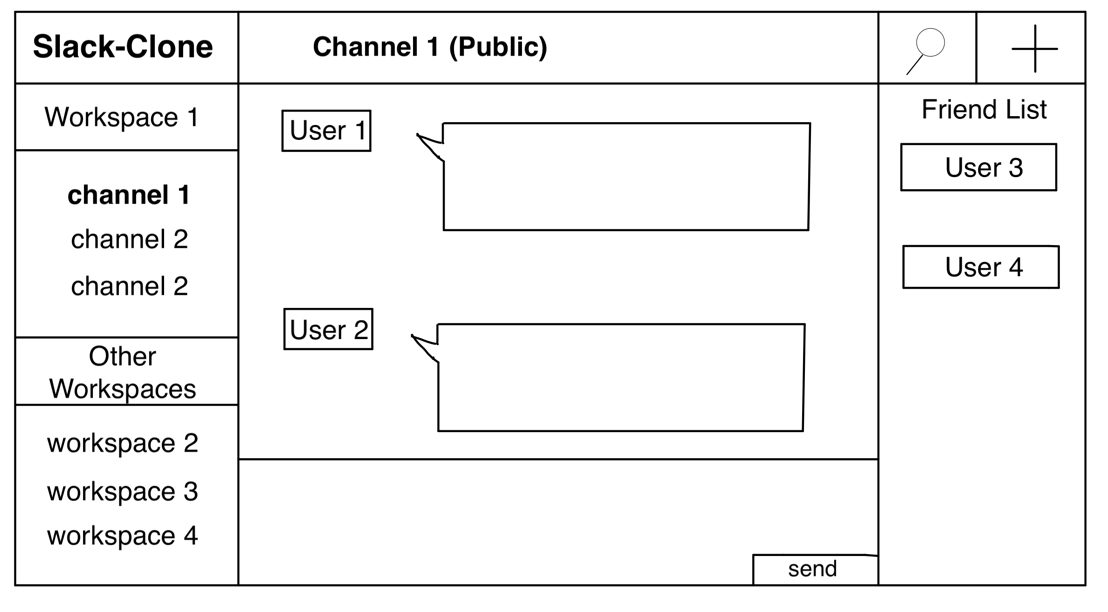 Slack-Clone
Channel 1 (Public)
Workspace 1
channel 1
channel 2
channel 2
Other
Workspaces
workspace 2
workspace 3
workspace 4
User 1
User 2
send
Friend List
User 3
User 4